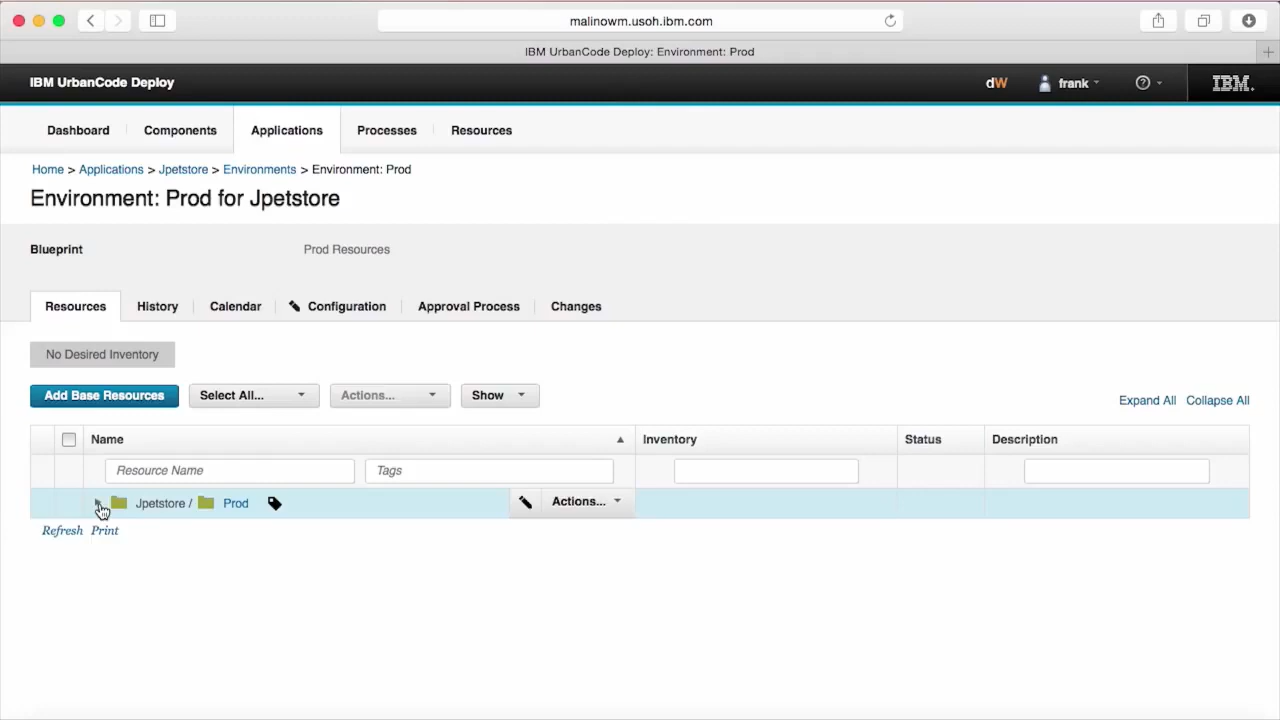 malinowm.usoh.ibm.com
IBM UrbanCode Deploy: Environment: Prod
IBM UrbanCode Deploy
dW
frank
IBM.
Dashboard
Components
Applications
Processes
Resources
Home > Applications > Jpetstore > Environments > Environment: Prod
Environment: Prod for Jpetstore
Blueprint
Prod Resources
Resources
History
Calendar
Configuration
Approval Process
Changes
No Desired Inventory
Add Base Resources
Select All...
Actions...
Show
Expand All
Collapse All
Name
Inventory
Status
Description
Resource Name
Tags
Jpetstore / Prod
Actions...
Refresh
Print